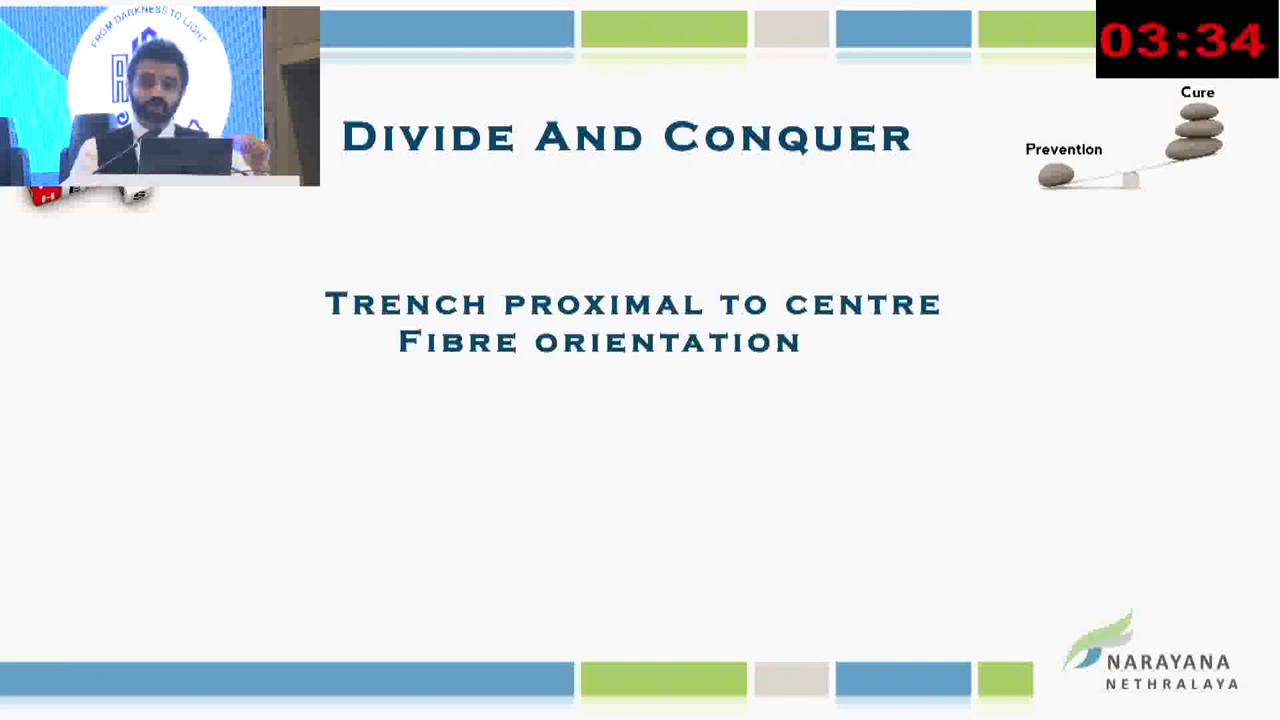 FROM DARKNESS TO LIGHT
03:34
Cure
Prevention
DIVIDE AND CONQUER
TRENCH PROXIMAL TO CENTRE
FIBRE ORIENTATION
NARAYANA
NETHRALAYA